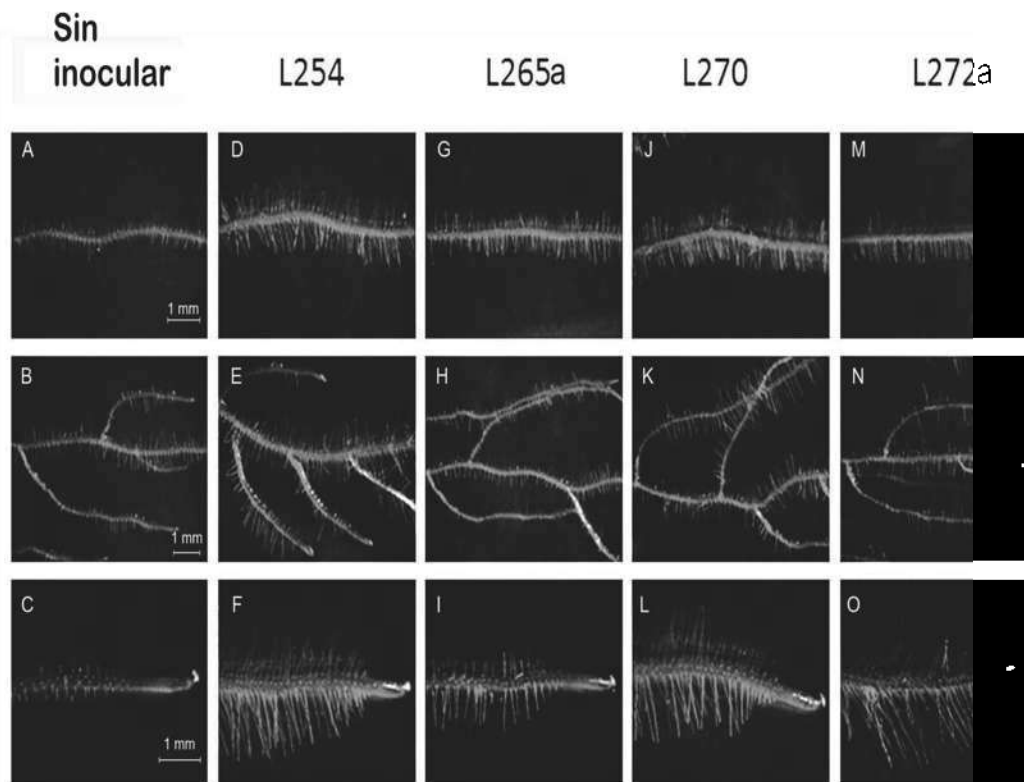 Sin
inocular L254 L265a L270 L272a
A D G J M
1 mm
B E H K N
1 mm
C F I L O
1 mm